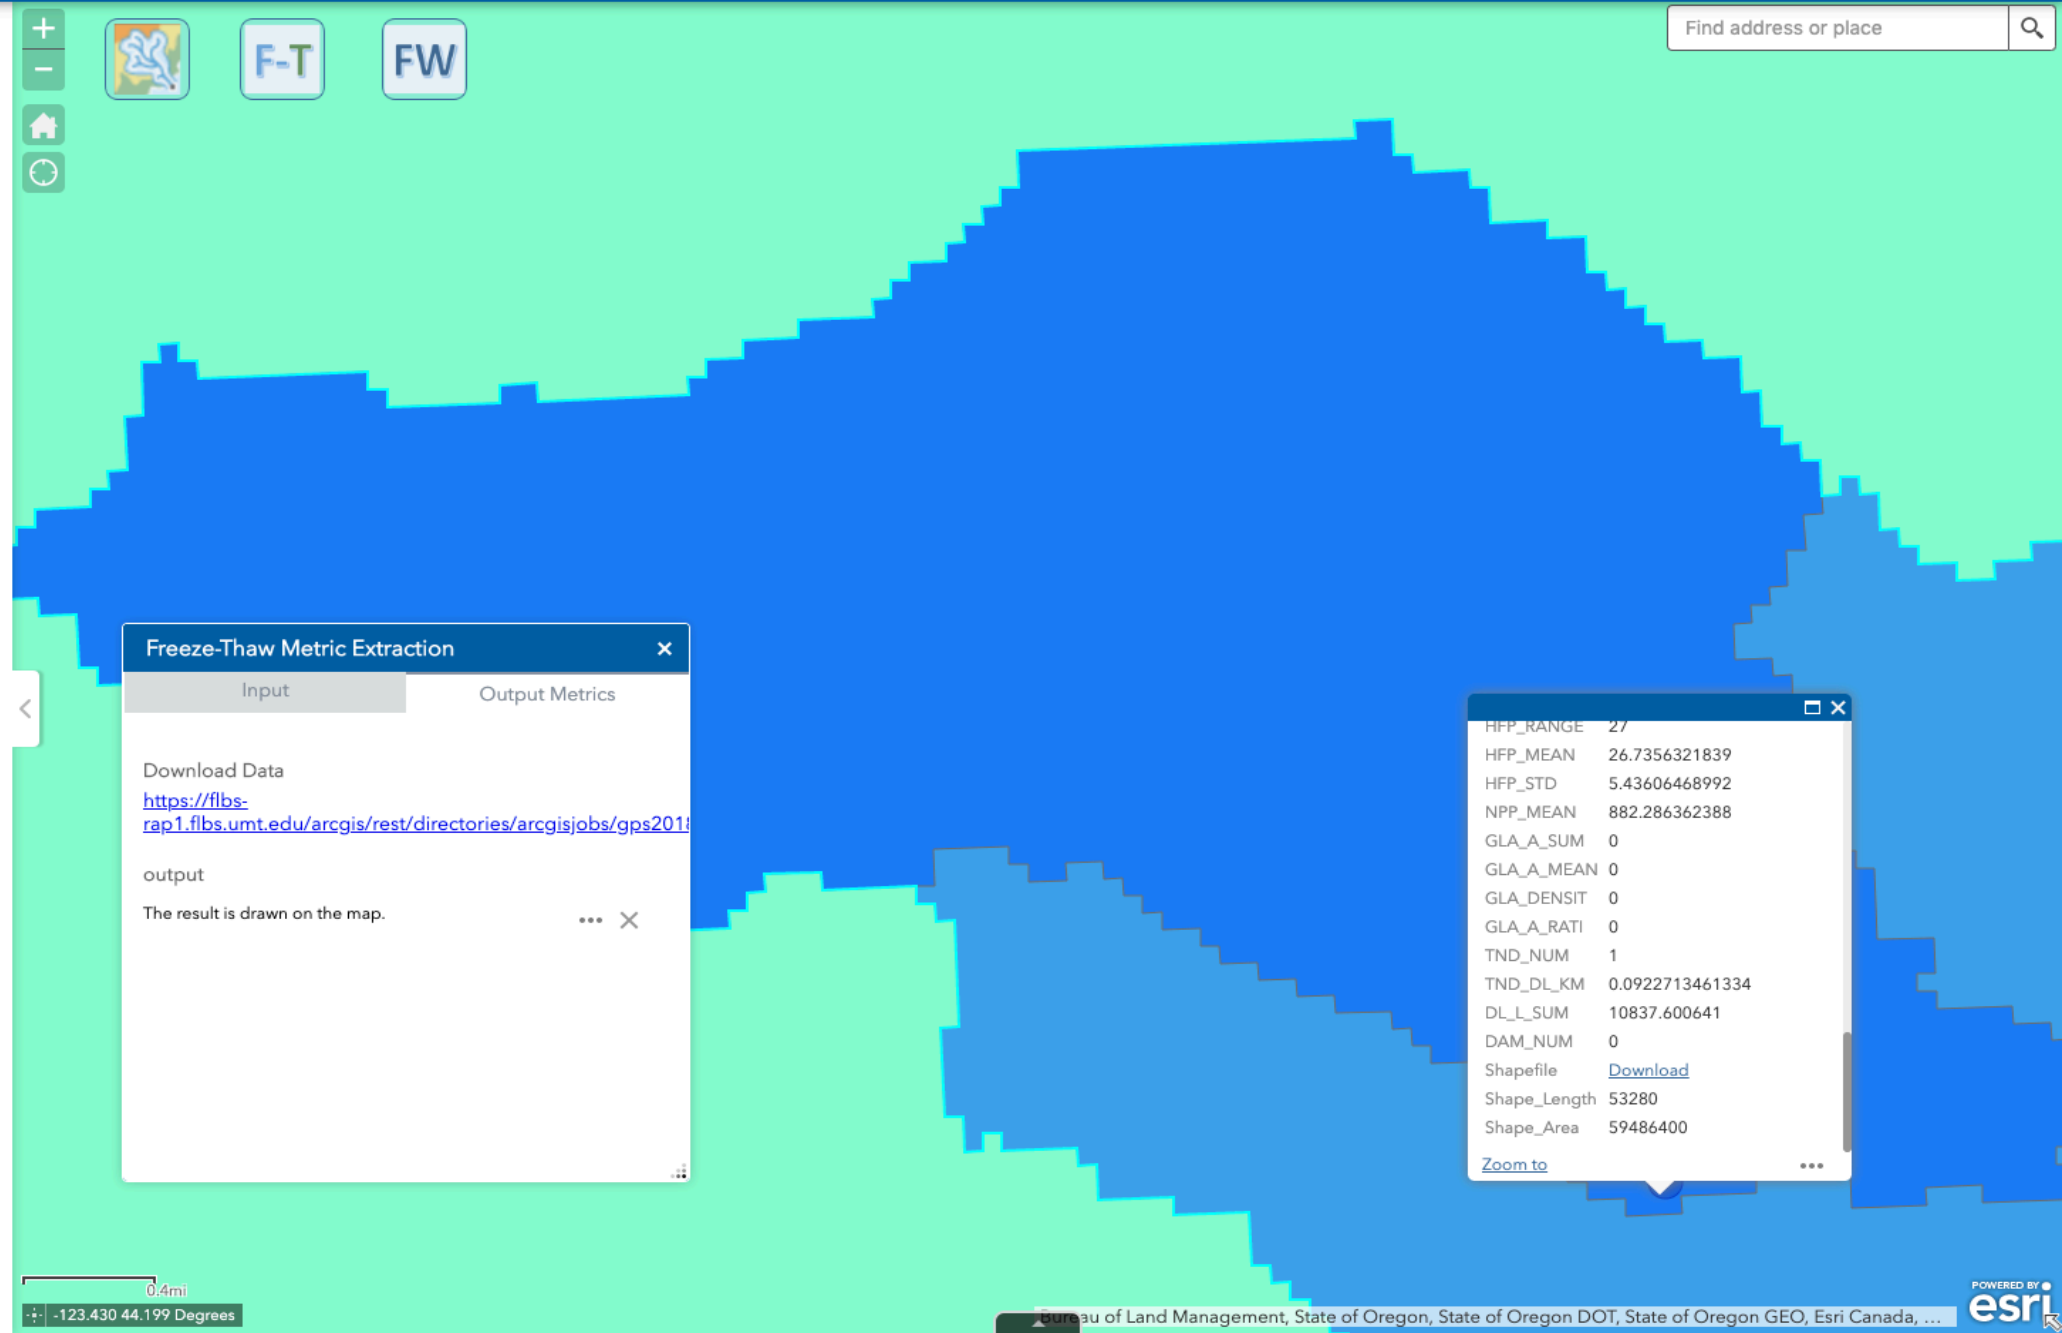 +
−
F-T
FW
Find address or place
Freeze-Thaw Metric Extraction
Input
Output Metrics
Download Data
https://flbs-
rap1.flbs.umt.edu/arcgis/rest/directories/arcgisjobs/gps201
output
The result is drawn on the map.
HFP_RANGE 27
HFP_MEAN 26.7356321839
HFP_STD 5.43606468992
NPP_MEAN 882.286362388
GLA_A_SUM 0
GLA_A_MEAN 0
GLA_DENSIT 0
GLA_A_RATI 0
TND_NUM 1
TND_DL_KM 0.0922713461334
DL_L_SUM 10837.600641
DAM_NUM 0
Shapefile Download
Shape_Length 53280
Shape_Area 59486400
Zoom to
0.4mi
-123.430 44.199 Degrees
Bureau of Land Management, State of Oregon, State of Oregon DOT, State of Oregon GEO, Esri Canada, ...
POWERED BY
esri